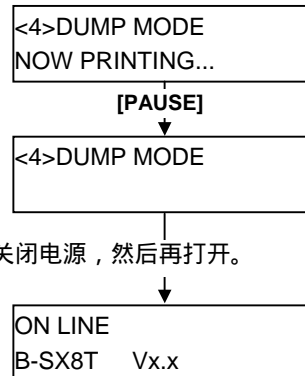 <4>DUMP MODE
NOW PRINTING...
[PAUSE]
<4>DUMP MODE
关闭电源，然后再打开。
ON LINE
B-SX8T Vx.x